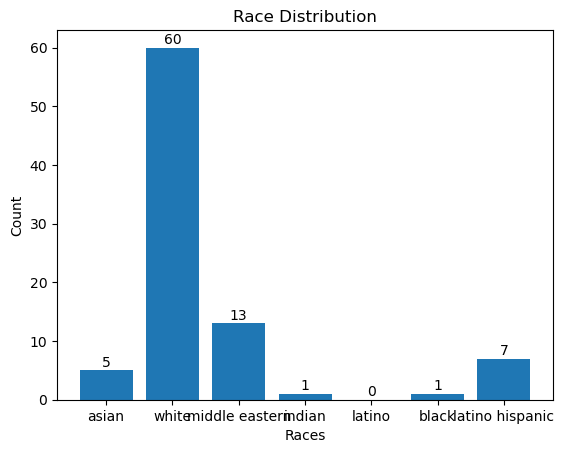 Race Distribution
60
50
40
30
20
10
0
Count
5
60
13
1
0
1
7
asian
white
middle eastern
indian
latino
black
latino hispanic
Races